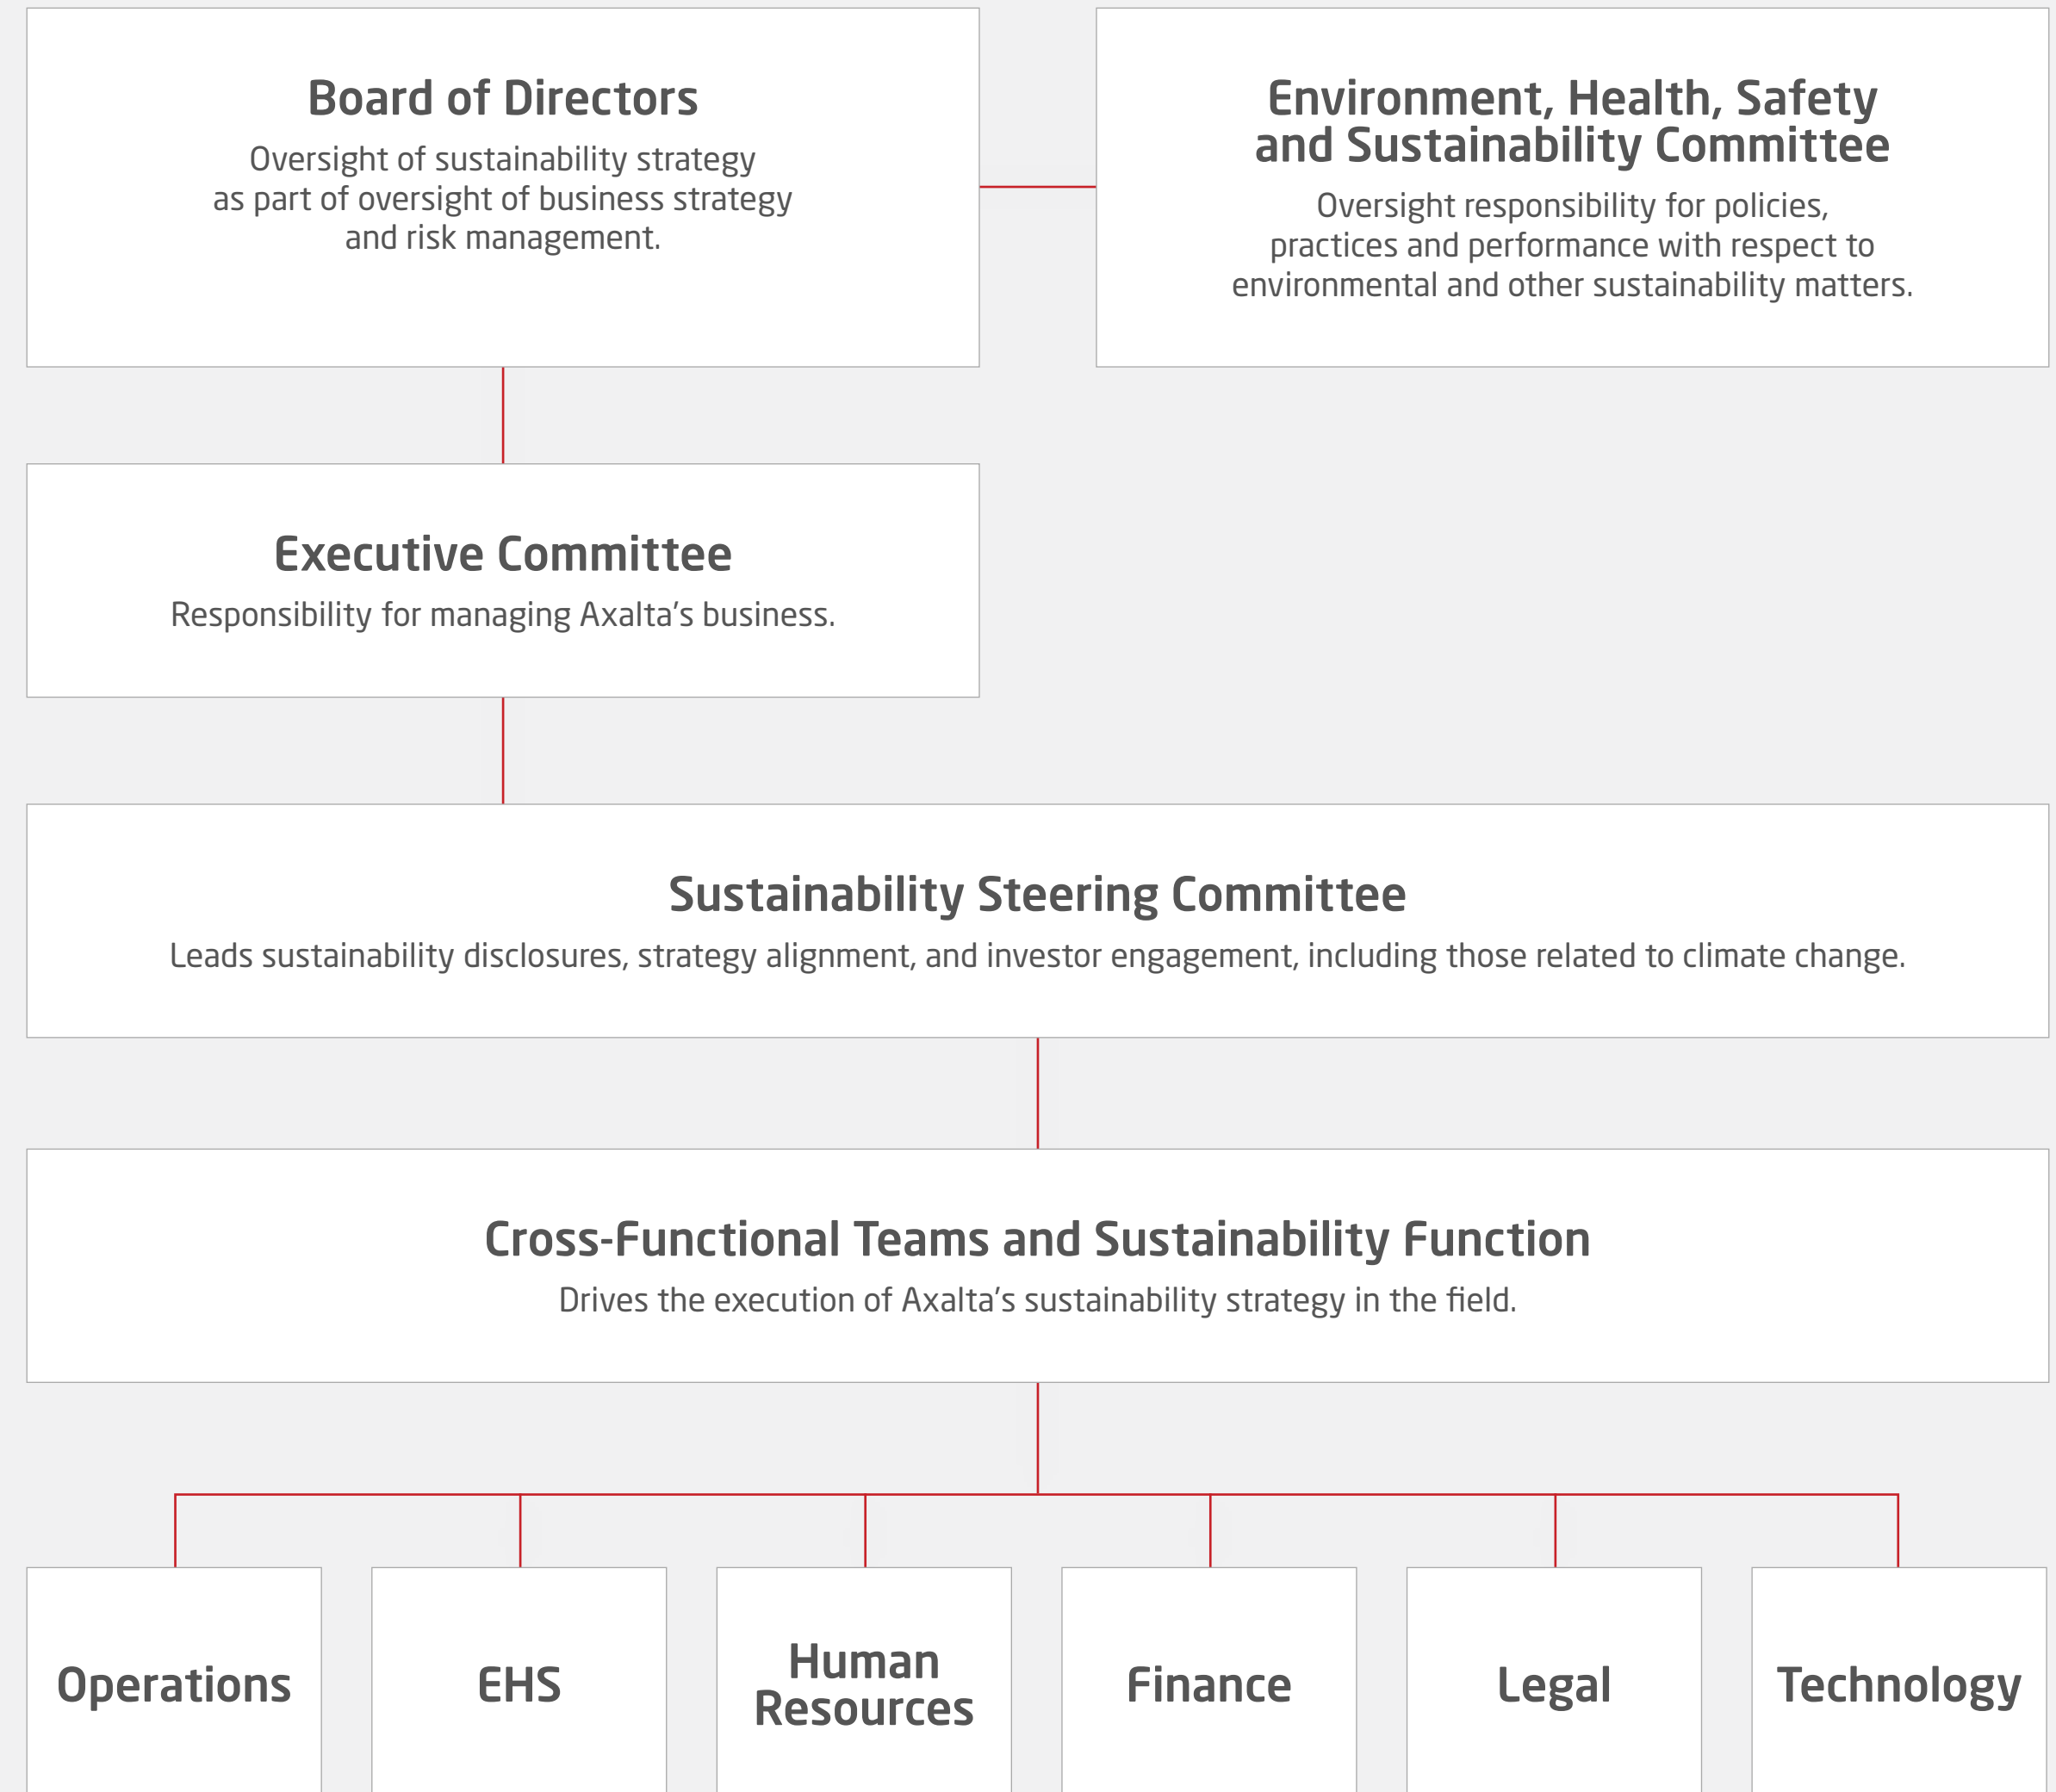 Board of Directors
Oversight of sustainability strategy
as part of oversight of business strategy
and risk management.
Environment, Health, Safety
and Sustainability Committee
Oversight responsibility for policies,
practices and performance with respect to
environmental and other sustainability matters.
Executive Committee
Responsibility for managing Axalta’s business.
Sustainability Steering Committee
Leads sustainability disclosures, strategy alignment, and investor engagement, including those related to climate change.
Cross-Functional Teams and Sustainability Function
Drives the execution of Axalta’s sustainability strategy in the field.
Operations
EHS
Human
Resources
Finance
Legal
Technology